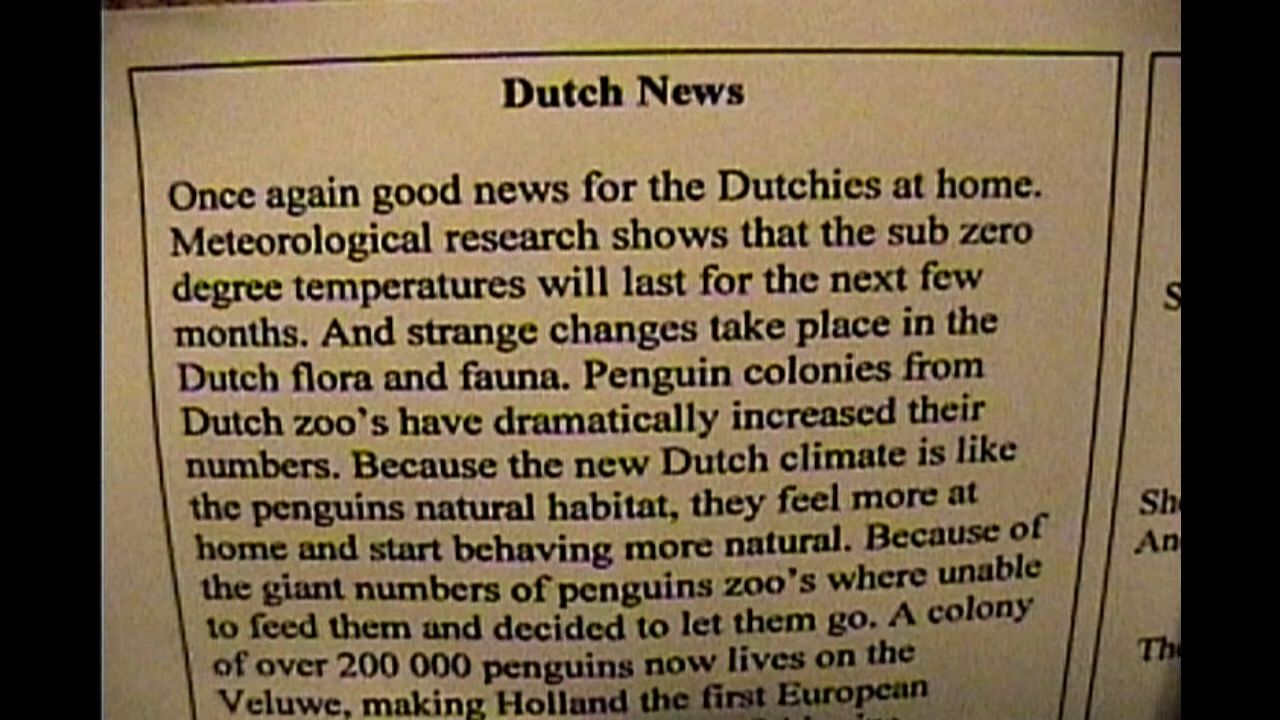 Dutch News
Once again good news for the Dutchies at home.
Meteorological research shows that the sub zero
degree temperatures will last for the next few
months. And strange changes take place in the
Dutch flora and fauna. Penguin colonies from
Dutch zoo's have dramatically increased their
numbers. Because the new Dutch climate is like
the penguins natural habitat, they feel more at
home and start behaving more natural. Because of
the giant numbers of penguins zoo's where unable
to feed them and decided to let them go. A colony
of over 200 000 penguins now lives on the
Veluwe, making Holland the first European